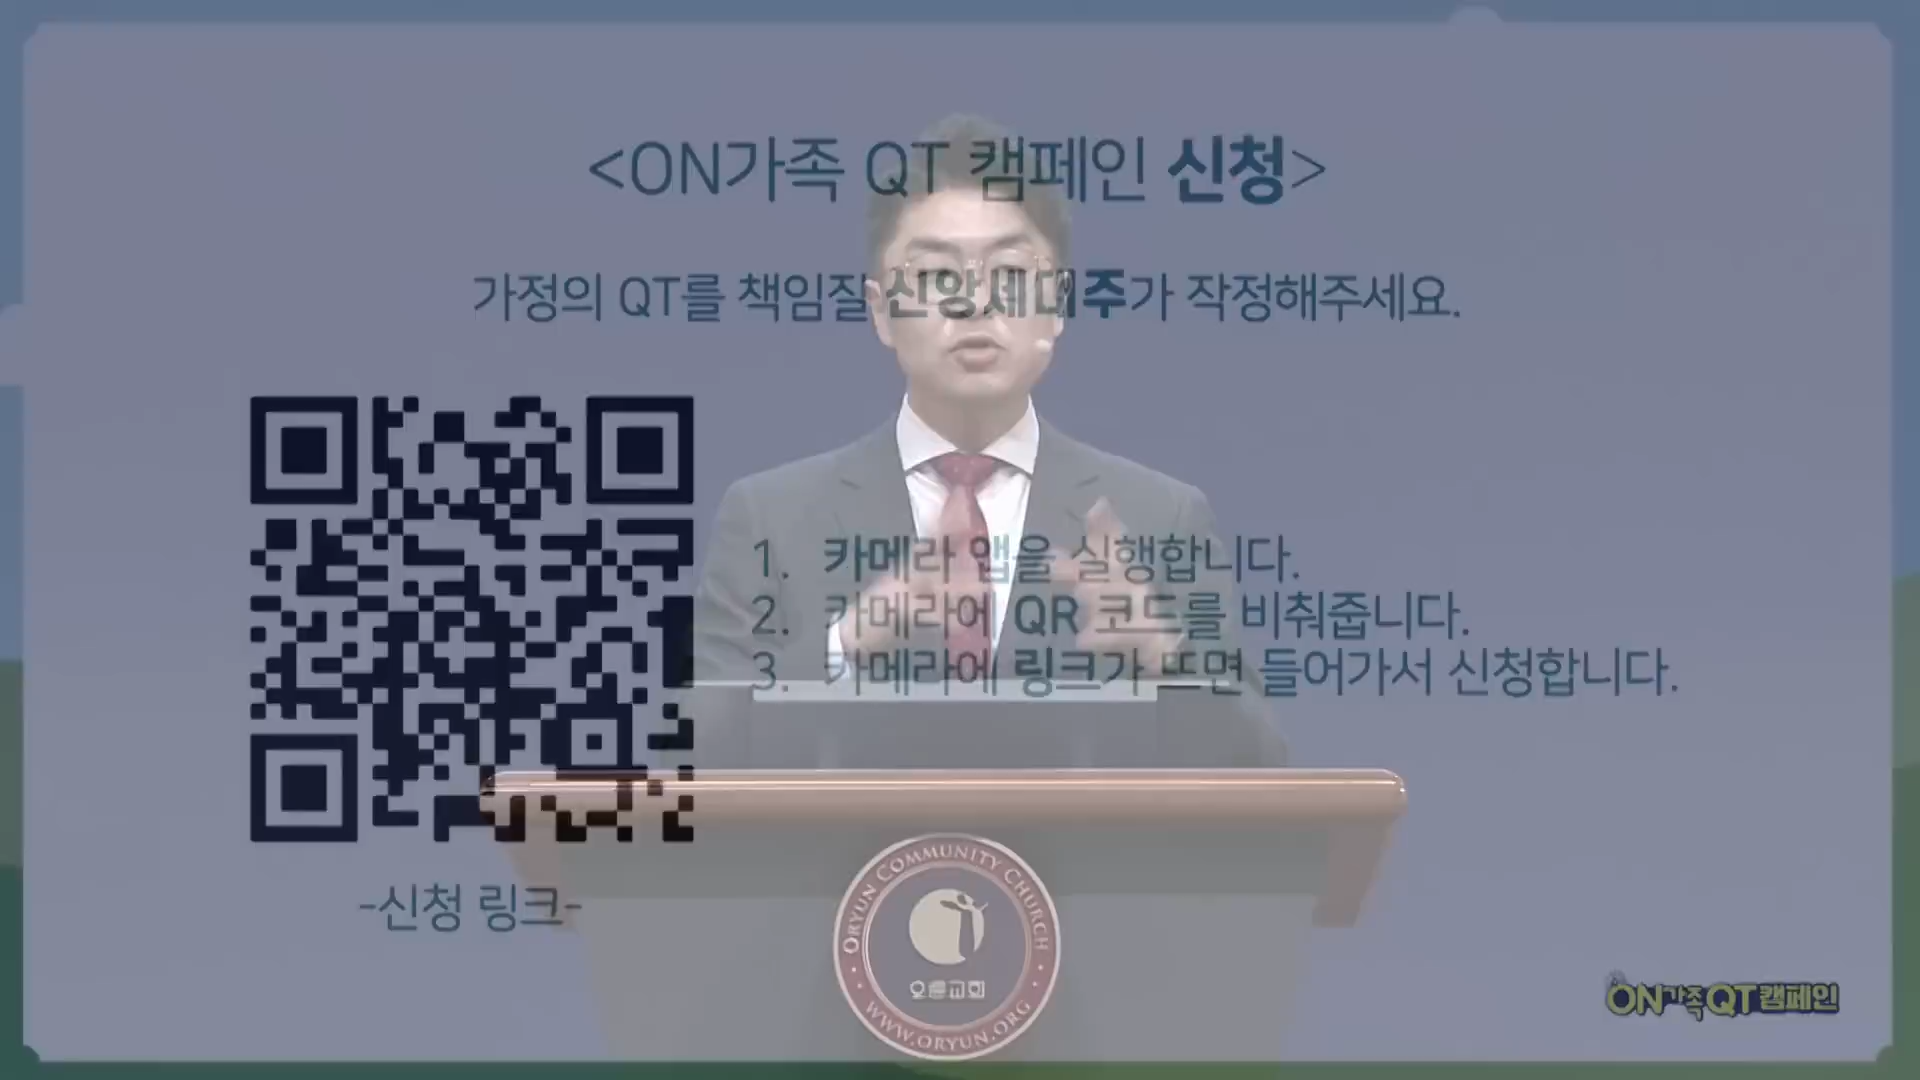 <ON가족 QT 캠페인 신청>
가정의 QT를 책임질 신앙세대주가 작정해주세요.
1. 카메라 앱을 실행합니다.
2. 카메라에 QR 코드를 비춰줍니다.
3. 카메라에 링크가 뜨면 들어가서 신청합니다.
-신청 링크-
ORYUN COMMUNITY CHURCH
오륜교회
WWW.ORYUN.ORG
ON가족QT캠페인